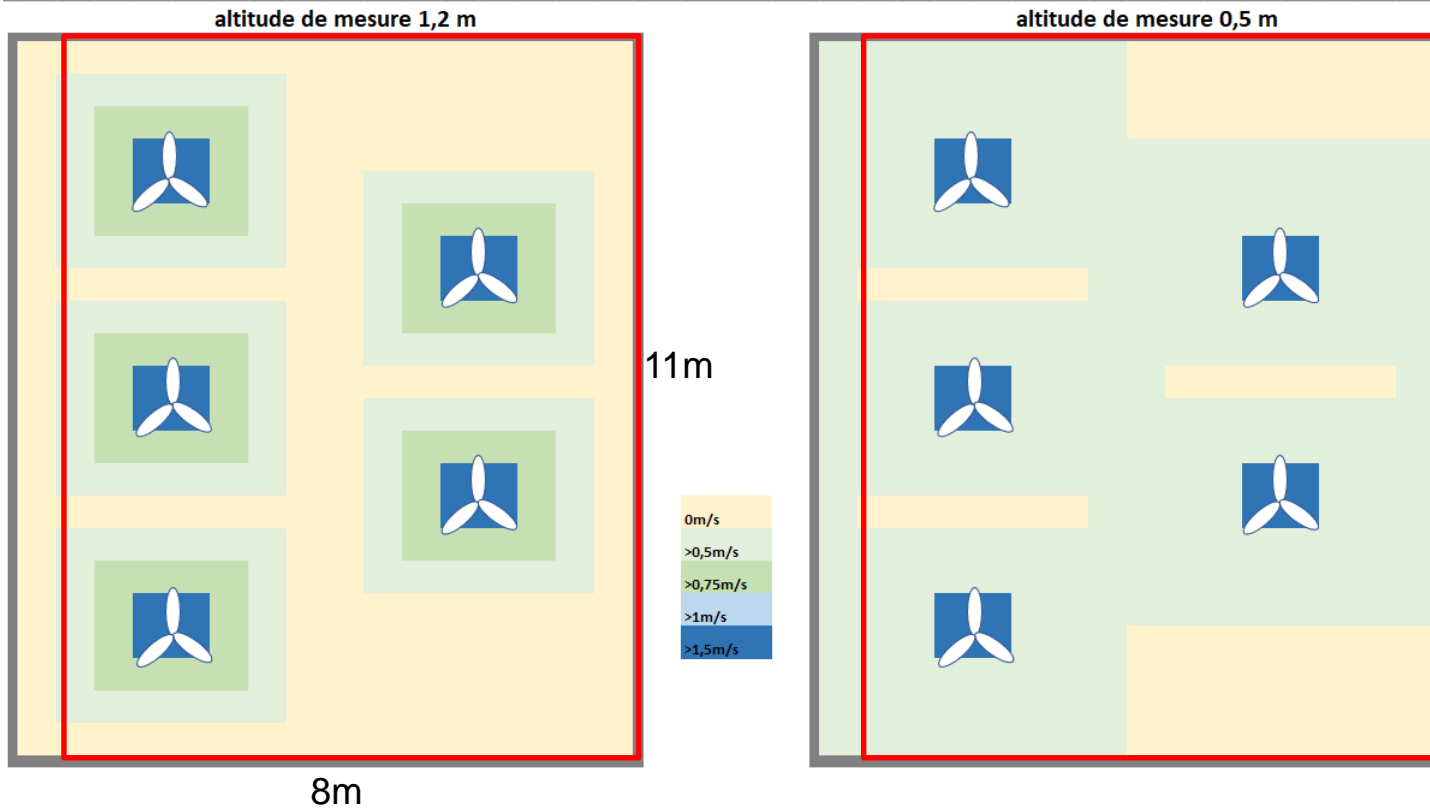 altitude de mesure 1,2 m
altitude de mesure 0,5 m
11m
0m/s
>0,5m/s
>0,75m/s
>1m/s
>1,5m/s
8m